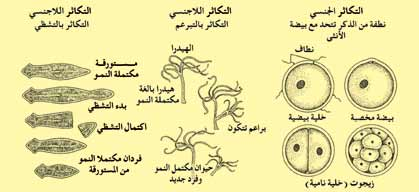 التكاثر الجنسي
نطفة من الذكر تتحد مع بيضة
الأنثى
نطاف
خلية بيضية
بيضة مخصبة
زيجوت (خلية نامية)
التكاثر اللاجنسي
التكاثر بالتبرعم
الهيدرا
هيدرا بالغة
مكتملة النمو
براعم تتكون
حيوان مكتمل النمو
وفرد جديد
التكاثر اللاجنسي
التكاثر بالتشظي
مستورقة
مكتملة النمو
بدء التشظي
اكتمال التشظي
فردان مكتملا النمو
من المستورقة